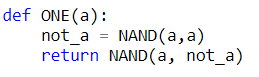 def ONE(a):
    not_a = NAND(a,a)
    return NAND(a, not_a)